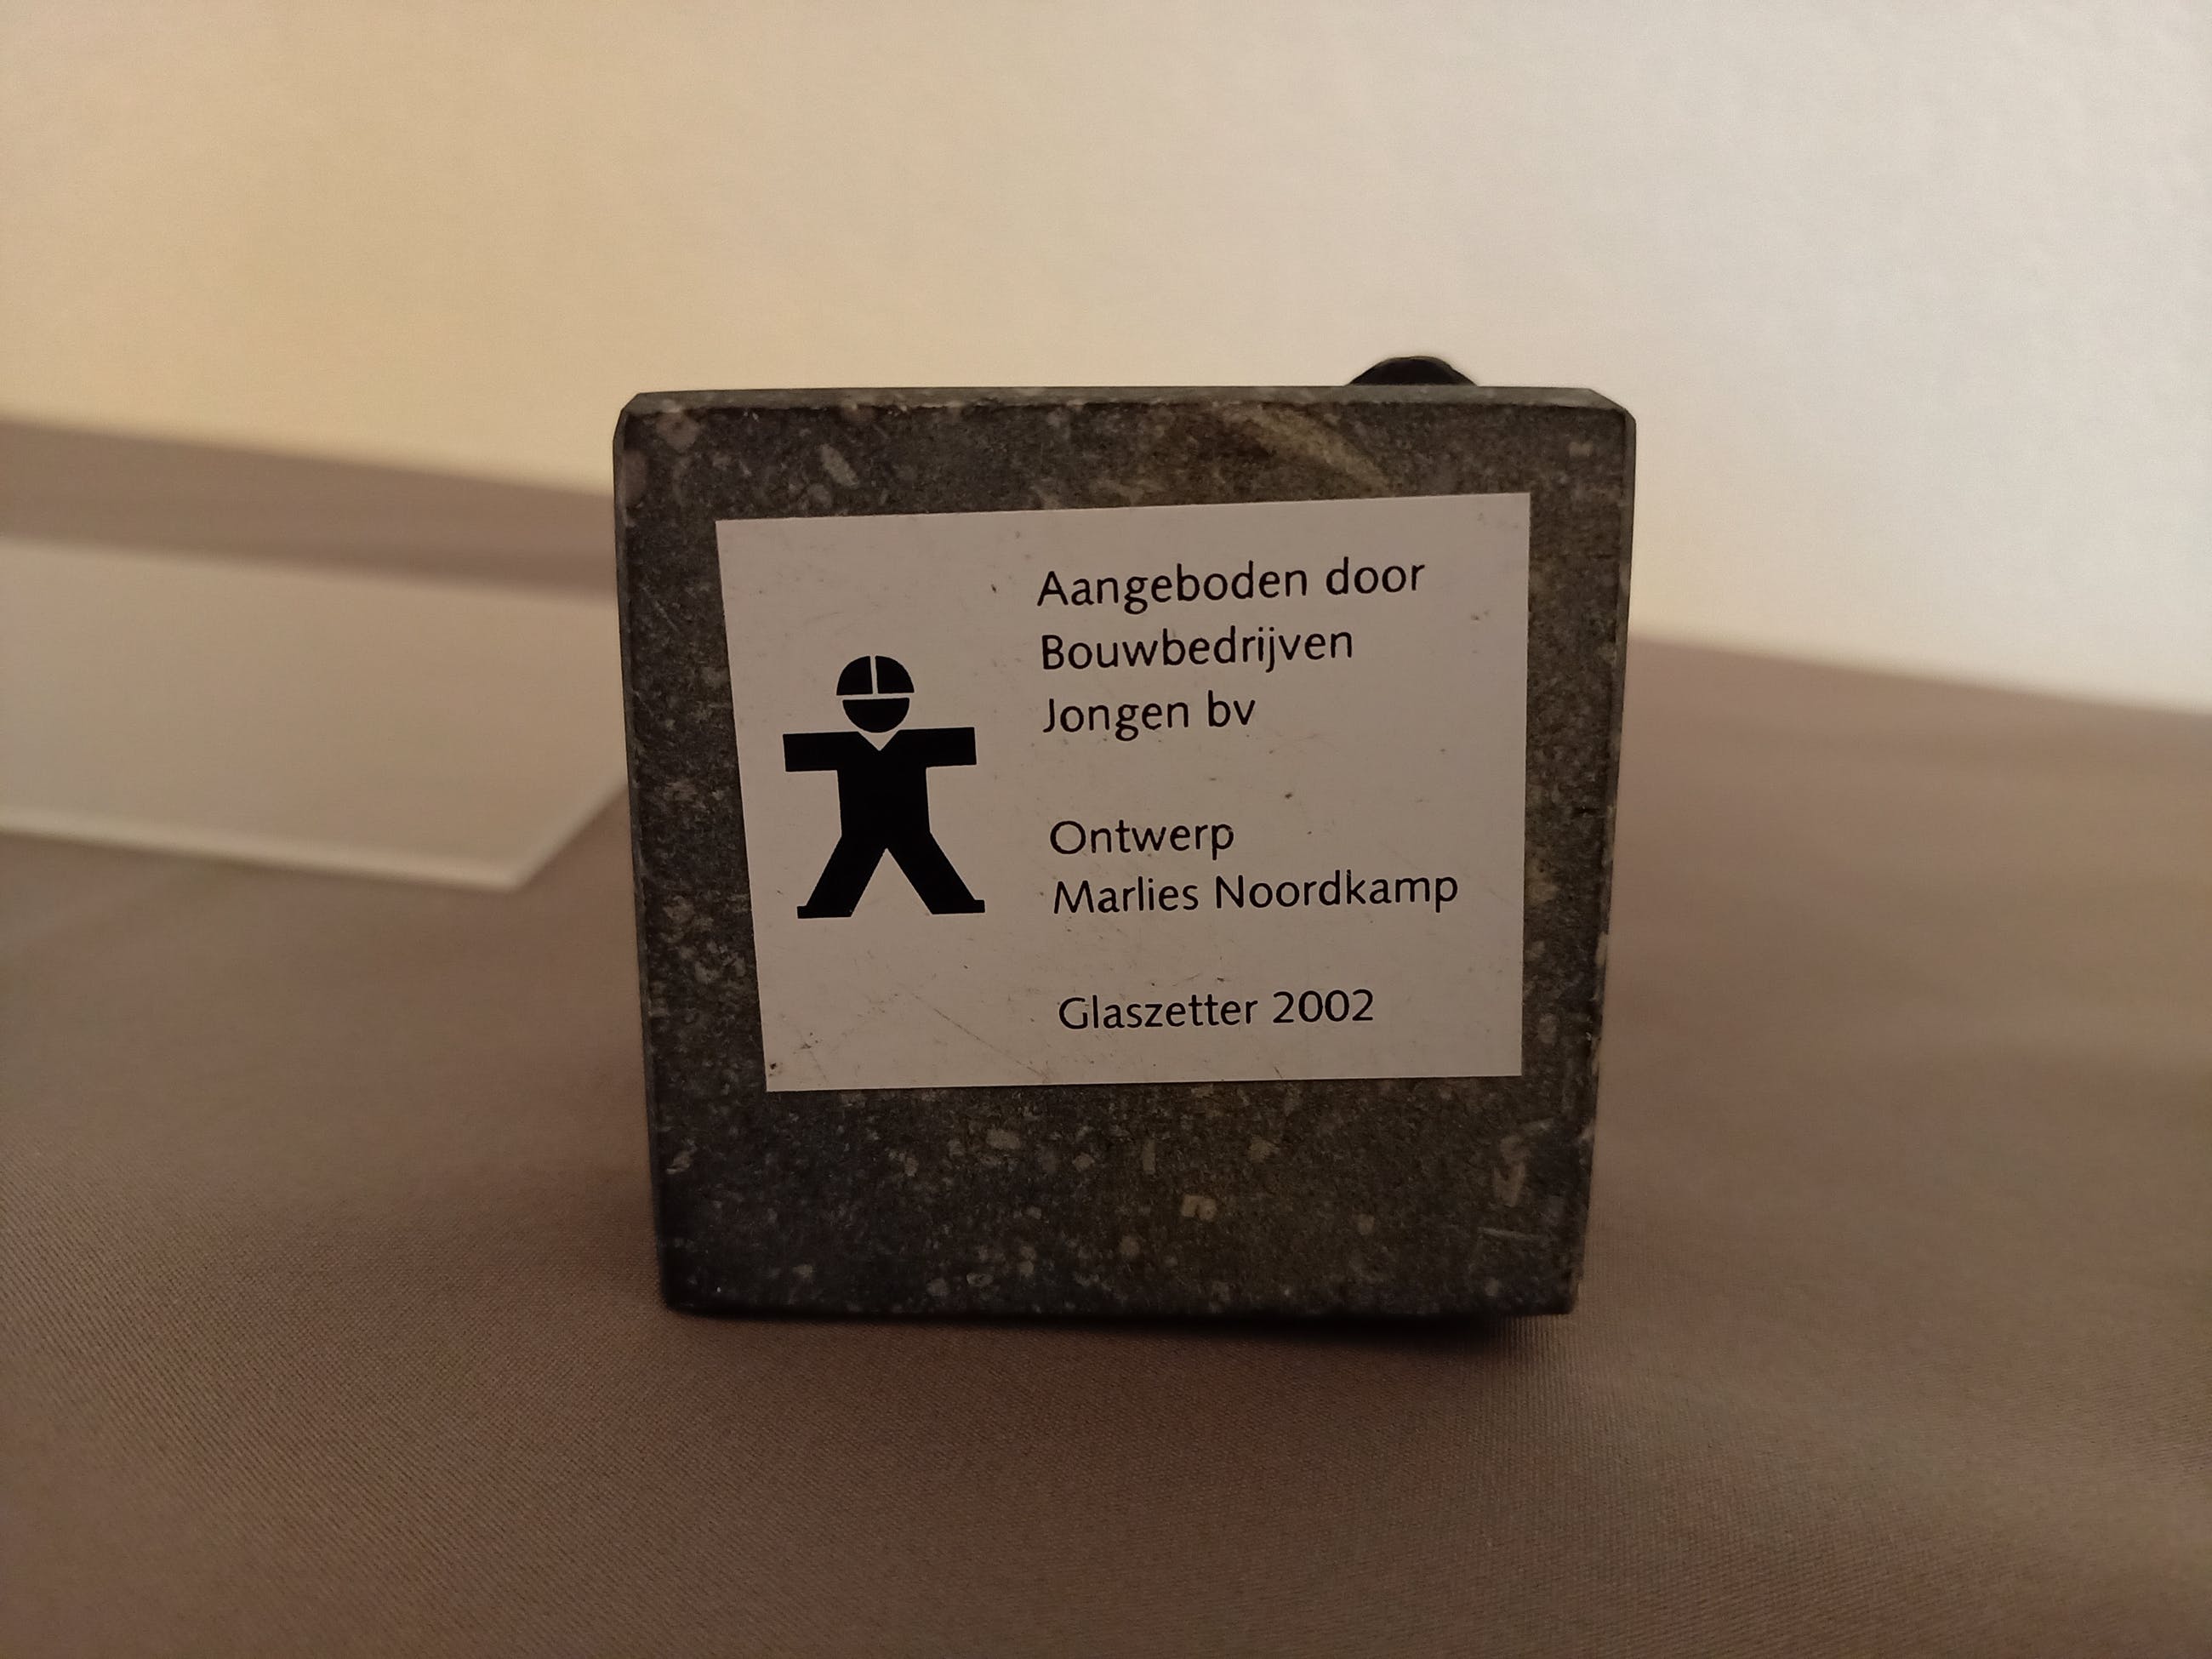 Aangeboden door
Bouwbedrijven
Jongen bv
Ontwerp
Marlies Noordkamp
Glaszetter 2002